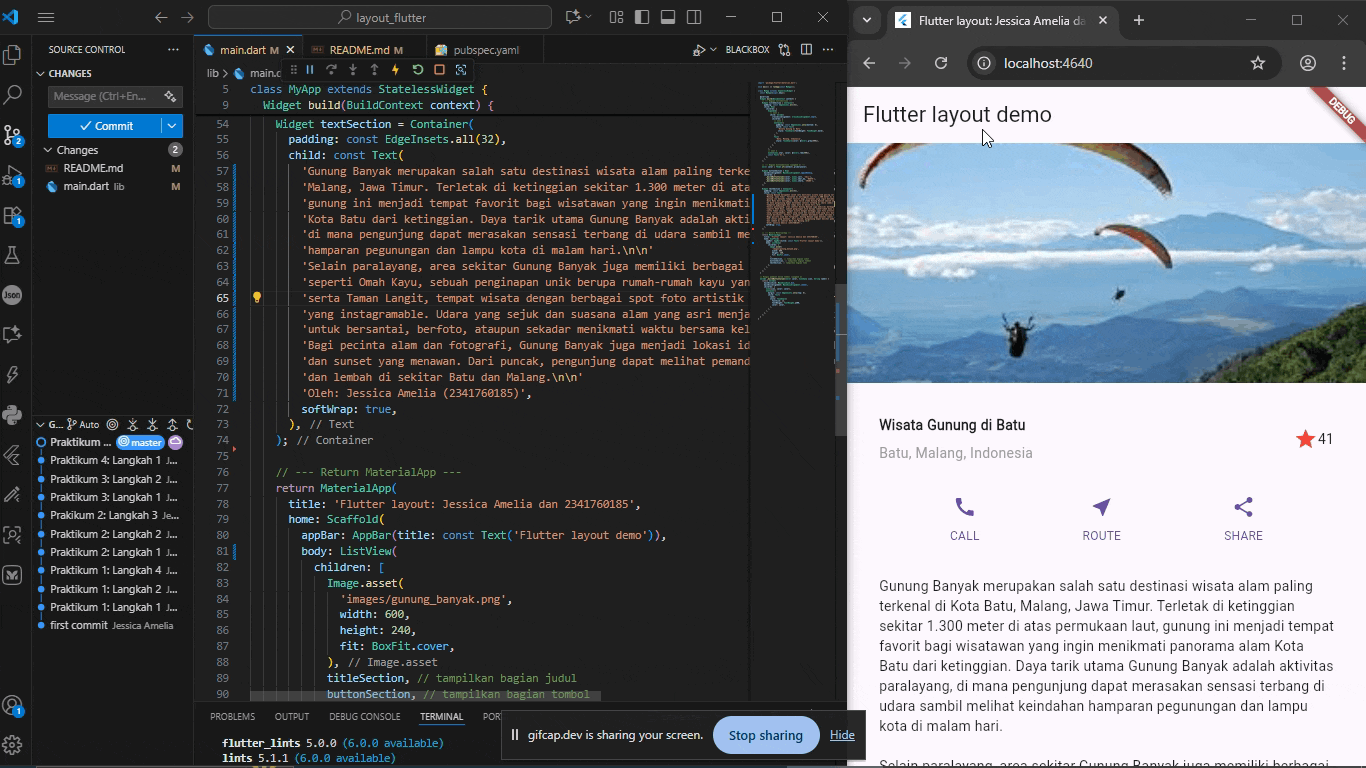 layout_flutter
SOURCE CONTROL
CHANGES
Message (Ctrl+En...
Commit
Changes 2
README.md M
main.dart lib M
G... Auto
Praktikum ... master
Praktikum 4: Langkah 1 J...
Praktikum 3: Langkah 2 J...
Praktikum 3: Langkah 1 J...
Prakikum 2: Langkah 3 Je...
Praktikum 2: Langkah 2 J...
Praktikum 2: Langkah 1 J...
Praktikum 1: Langkah 4 J...
Praktikum 1: Langkah 2 J...
Praktikum 1: Langkah 1 J...
first commit Jessica Amelia
2
1
1
Json
1
main.dart M
README.md M
pubspec.yaml
BLACKBOX
lib > main.d
5 class MyApp extends StatelessWidget {
9 Widget build(BuildContext context) {
54 Widget textSection = Container(
55 padding: const EdgeInsets.all(32),
56 child: const Text(
57 'Gunung Banyak merupakan salah satu destinasi wisata alam paling terke
58 'Malang, Jawa Timur. Terletak di ketinggian sekitar 1.300 meter di ata
59 'gunung ini menjadi tempat favorit bagi wisatawan yang ingin menikmati
60 'Kota Batu dari ketinggian. Daya tarik utama Gunung Banyak adalah akti
61 'di mana pengunjung dapat merasakan sensasi terbang di udara sambil me
62 'hamparan pegunungan dan lampu kota di malam hari.\n\n'
63 'Selain paralayang, area sekitar Gunung Banyak juga memiliki berbagai
64 'seperti Omah Kayu, sebuah penginapan unik berupa rumah-rumah kayu yan
65 'serta Taman Langit, tempat wisata dengan berbagai spot foto artistik
66 'yang instagramable. Udara yang sejuk dan suasana alam yang asri menja
67 'untuk bersantai, berfoto, ataupun sekadar menikmati waktu bersama kel
68 'Bagi pecinta alam dan fotografi, Gunung Banyak juga menjadi lokasi id
69 'dan sunset yang menawan. Dari puncak, pengunjung dapat melihat pemand
70 'dan lembah di sekitar Batu dan Malang.\n\n'
71 'Oleh: Jessica Amelia (2341760185)',
72 softWrap: true,
73 ), // Text
74 ); // Container
75
76 // --- Return MaterialApp ---
77 return MaterialApp(
78 title: 'Flutter layout: Jessica Amelia dan 2341760185',
79 home: Scaffold(
80 appBar: AppBar(title: const Text('Flutter layout demo')),
81 body: ListView(
82 children: [
83 Image.asset(
84 'images/gunung_banyak.png',
85 width: 600,
86 height: 240,
87 fit: BoxFit.cover,
88 ), // Image.asset
89 titleSection, // tampilkan bagian judul
90 buttonSection, // tampilkan bagian tombol
PROBLEMS OUTPUT DEBUG CONSOLE TERMINAL POR
flutter_lints 5.0.0 (6.0.0 available)
lints 5.1.1 (6.0.0 available)
gifcap.dev is sharing your screen. Stop sharing Hide
Flutter layout: Jessica Amelia da
localhost:4640
Flutter layout demo
DEBUG
Wisata Gunung di Batu
Batu, Malang, Indonesia
41
CALL ROUTE SHARE
Gunung Banyak merupakan salah satu destinasi wisata alam paling
terkenal di Kota Batu, Malang, Jawa Timur. Terletak di ketinggian
sekitar 1.300 meter di atas permukaan laut, gunung ini menjadi tempat
favorit bagi wisatawan yang ingin menikmati panorama alam Kota
Batu dari ketinggian. Daya tarik utama Gunung Banyak adalah aktivitas
paralayang, di mana pengunjung dapat merasakan sensasi terbang di
udara sambil melihat keindahan hamparan pegunungan dan lampu
kota di malam hari.
Selain paralayang, area sekitar Gunung Banyak juga memiliki berbagai